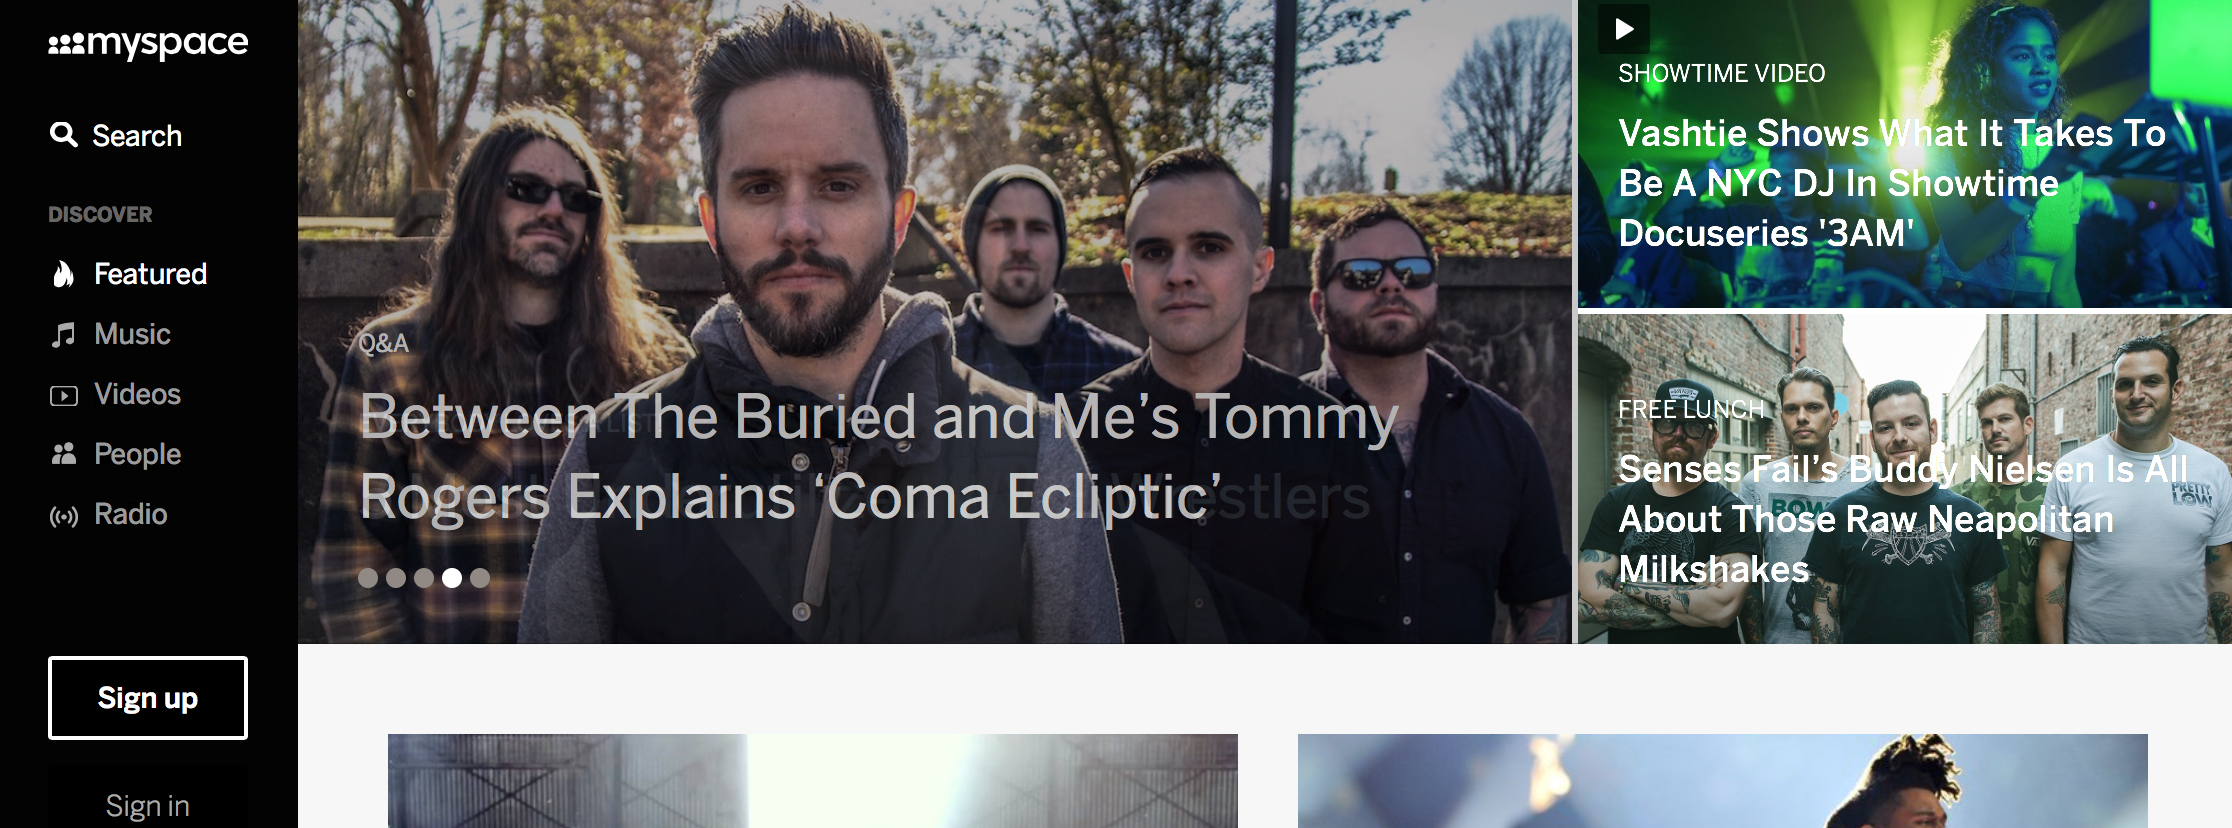 myspace
Search
DISCOVER
Featured
Music
Videos
People
Radio
Sign up
Sign in
Q&A
Between The Buried and Me’s Tommy
Rogers Explains ‘Coma Ecliptic’
SHOWTIME VIDEO
Vashtie Shows What It Takes To
Be A NYC DJ In Showtime
Docuseries '3AM'
FREE LUNCH
Senses Fail’s Buddy Nielsen Is All
About Those Raw Neapolitan
Milkshakes
PRETTY
LOW